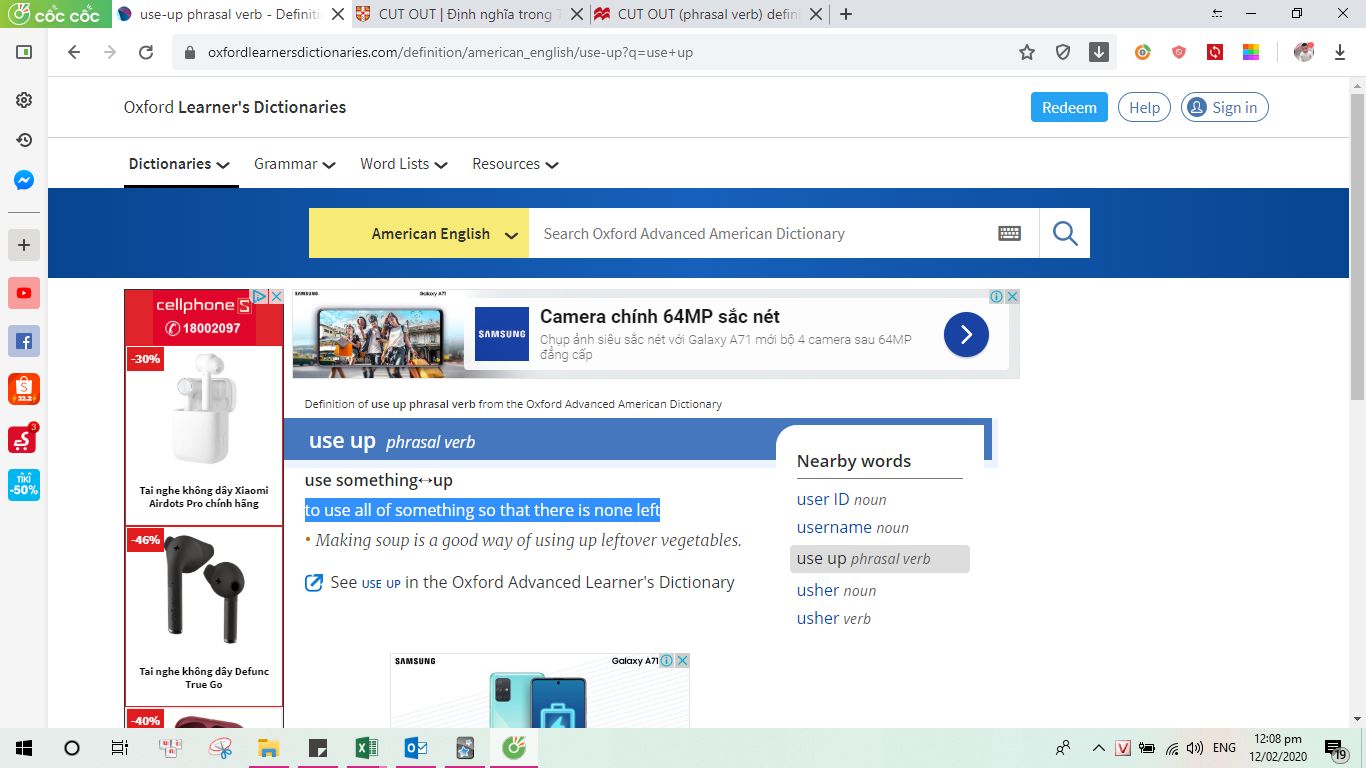 cốc cốc
use-up phrasal verb - Definiti
CUT OUT | Định nghĩa trong T
CUT OUT (phrasal verb) defin
oxfordlearnersdictionaries.com/definition/american_english/use-up?q=use+up
Oxford Learner's Dictionaries
Redeem
Help
Sign in
Dictionaries
Grammar
Word Lists
Resources
American English
Search Oxford Advanced American Dictionary
cellphoneS
18002097
-30%
Tai nghe không dây Xiaomi
Airdots Pro chính hãng
-46%
Tai nghe không dây Defunc
True Go
-40%
SAMSUNG
Galaxy A71
SAMSUNG
Camera chính 64MP sắc nét
Chụp ảnh siêu sắc nét với Galaxy A71 mới bộ 4 camera sau 64MP
đẳng cấp
Definition of use up phrasal verb from the Oxford Advanced American Dictionary
use up phrasal verb
use something↔up
to use all of something so that there is none left
• Making soup is a good way of using up leftover vegetables.
See USE UP in the Oxford Advanced Learner's Dictionary
Nearby words
user ID noun
username noun
use up phrasal verb
usher noun
usher verb
SAMSUNG
Galaxy A71
22.2
3
TIKI
-50%
ENG
12:08 pm
12/02/2020
19